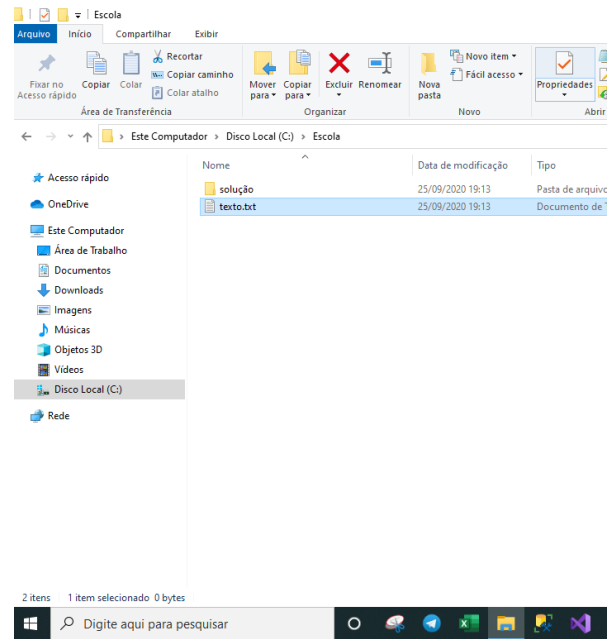 Escola
Arquivo Início Compartilhar Exibir
Fixar no Acesso rápido
Copiar
Colar
Recortar
Copiar caminho
Colar atalho
Mover para
Copiar para
Excluir
Renomear
Nova pasta
Novo item
Fácil acesso
Propriedades
Área de Transferência Organizar Novo Abrir
Este Computador > Disco Local (C:) > Escola
Nome Data de modificação Tipo
solução 25/09/2020 19:13 Pasta de arquivo
texto.txt 25/09/2020 19:13 Documento de
Acesso rápido
OneDrive
Este Computador
Área de Trabalho
Documentos
Downloads
Imagens
Músicas
Objetos 3D
Vídeos
Disco Local (C:)
Rede
2 itens 1 item selecionado 0 bytes
Digite aqui para pesquisar